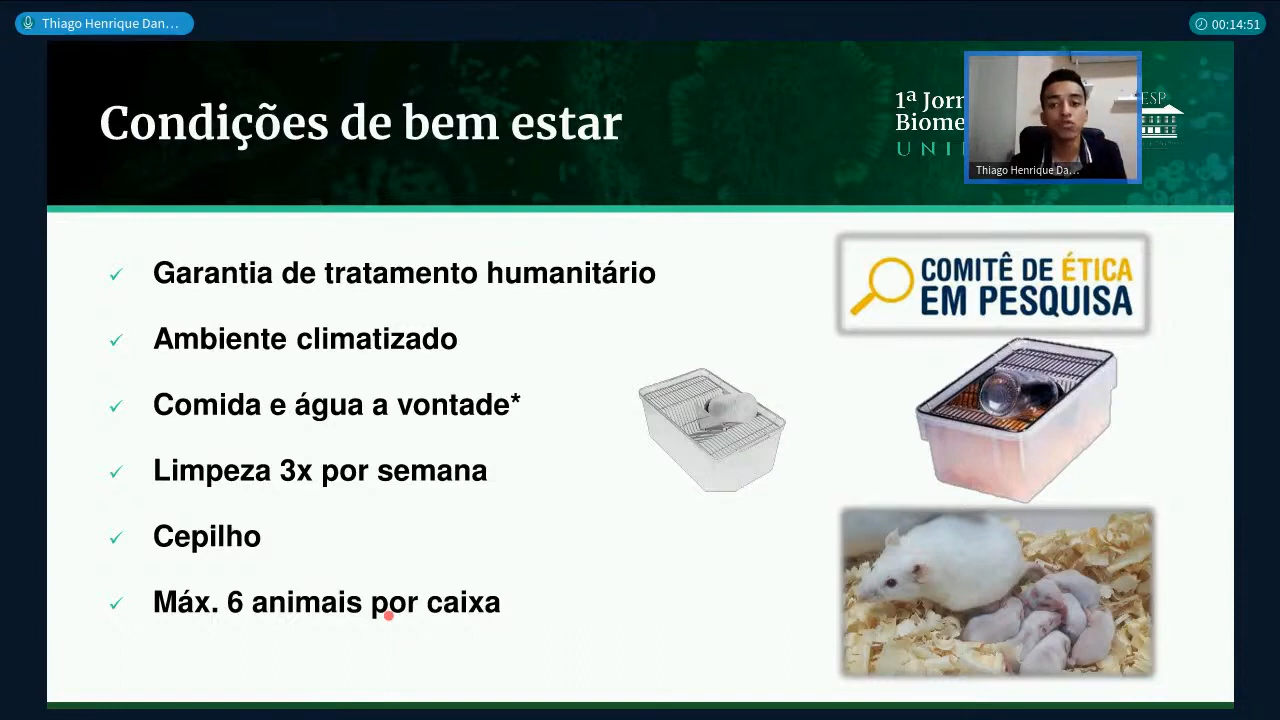 Thiago Henrique Dan...
00:14:51
Condições de bem estar
1ª Jorn
Biome
UNI
ESP
Thiago Henrique Da...
Garantia de tratamento humanitário
Ambiente climatizado
Comida e água a vontade*
Limpeza 3x por semana
Cepilho
Máx. 6 animais por caixa
COMITÊ DE ÉTICA
EM PESQUISA